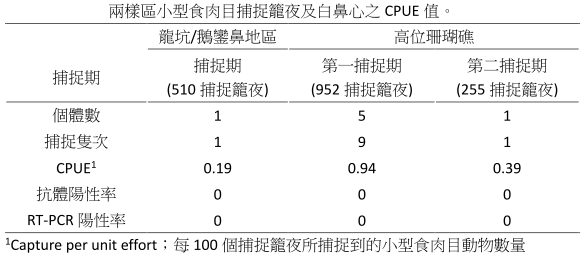 兩樣區小型食肉目捕捉籠夜及白鼻心之 CPUE 值。
龍坑/鵝鑾鼻地區 高位珊瑚礁
捕捉期 捕捉期 第一捕捉期 第二捕捉期
(510 捕捉籠夜) (952 捕捉籠夜) (255 捕捉籠夜)
個體數 1 5 1
捕捉隻次 1 9 1
CPUE¹ 0.19 0.94 0.39
抗體陽性率 0 0 0
RT-PCR 陽性率 0 0 0
¹Capture per unit effort；每 100 個捕捉籠夜所捕捉到的小型食肉目動物數量